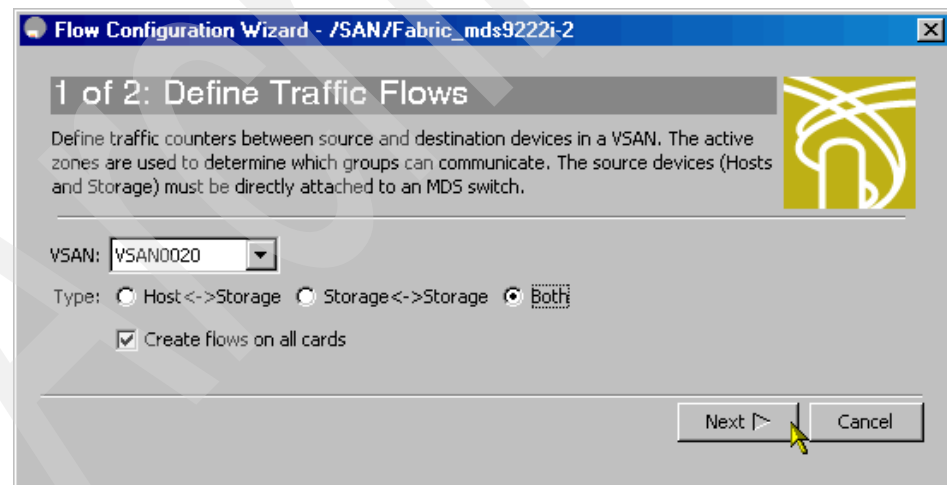 Flow Configuration Wizard - /SAN/Fabric_mds9222i-2
1 of 2: Define Traffic Flows
Define traffic counters between source and destination devices in a VSAN. The active
zones are used to determine which groups can communicate. The source devices (Hosts
and Storage) must be directly attached to an MDS switch.
VSAN: VSAN0020
Type: Host<->Storage Storage<->Storage Both
Create flows on all cards
Next Cancel